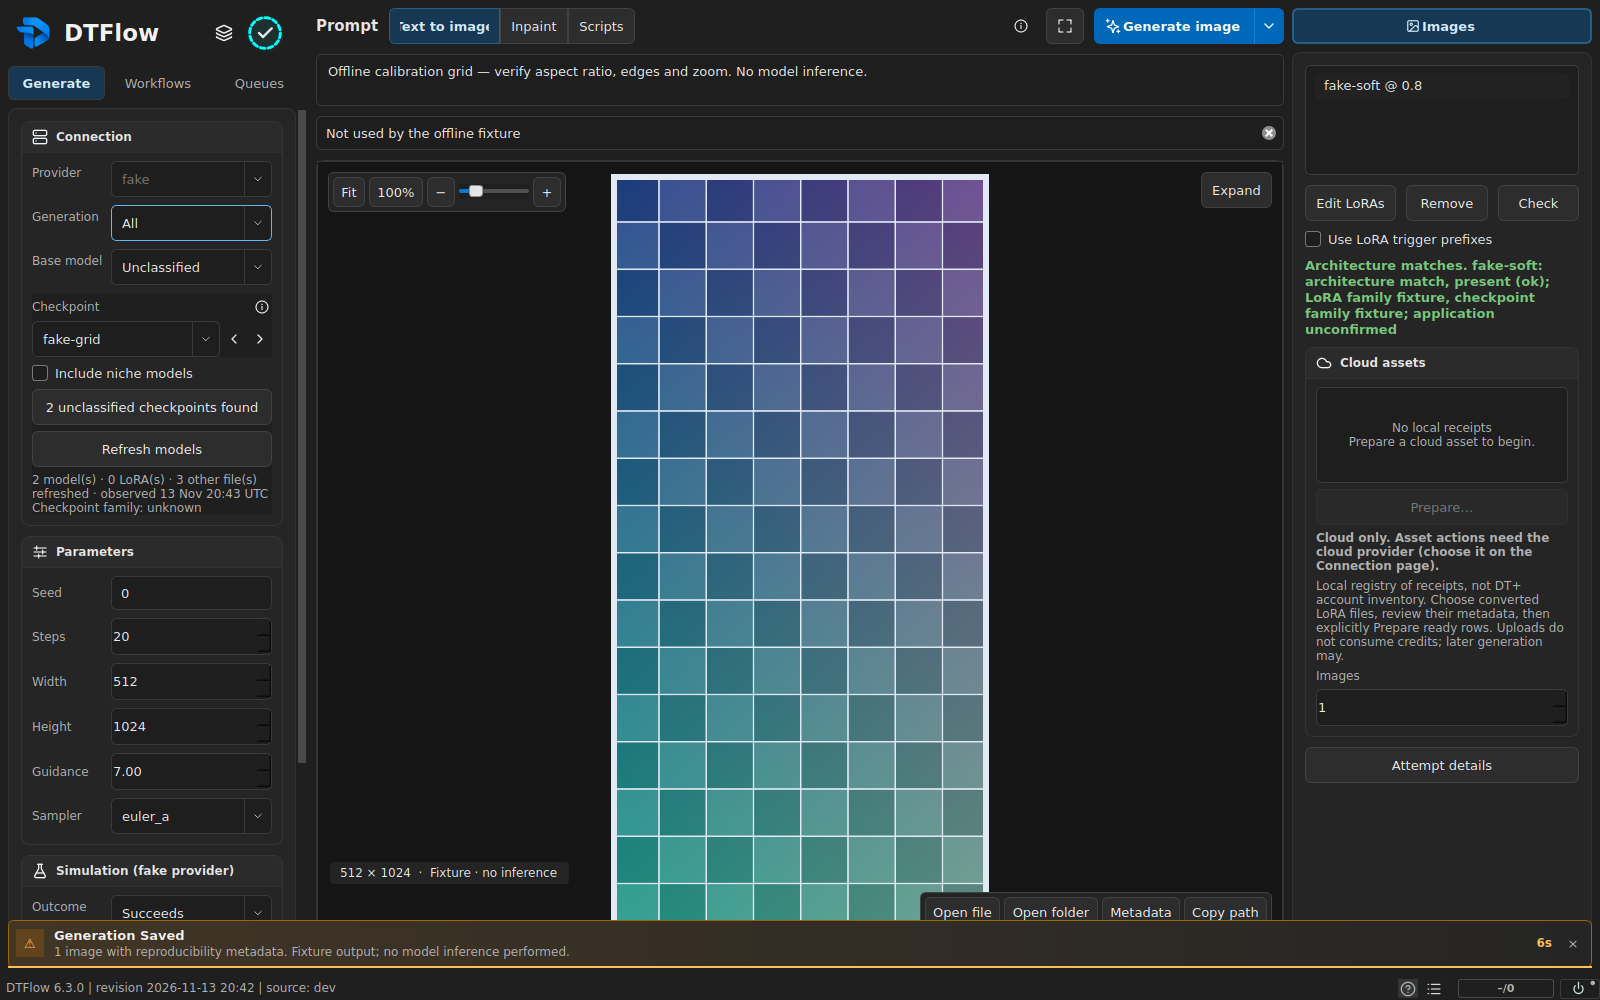 DTFlow
Generate
Workflows
Queues
Connection
Provider
fake
Generation
All
Base model
Unclassified
Checkpoint
fake-grid
Include niche models
2 unclassified checkpoints found
Refresh models
2 model(s) · 0 LoRA(s) · 3 other file(s)
refreshed · observed 13 Nov 20:43 UTC
Checkpoint family: unknown
Parameters
Seed
0
Steps
20
Width
512
Height
1024
Guidance
7.00
Sampler
euler_a
Simulation (fake provider)
Outcome
Succeeds
Prompt
Text to image
Inpaint
Scripts
Generate image
Offline calibration grid — verify aspect ratio, edges and zoom. No model inference.
Not used by the offline fixture
Fit
100%
−
+
Expand
512 × 1024 · Fixture · no inference
Open file
Open folder
Metadata
Copy path
Images
fake-soft @ 0.8
Edit LoRAs
Remove
Check
Use LoRA trigger prefixes
Architecture matches. fake-soft:
architecture match, present (ok);
LoRA family fixture, checkpoint
family fixture; application
unconfirmed
Cloud assets
No local receipts
Prepare a cloud asset to begin.
Prepare...
Cloud only. Asset actions need the
cloud provider (choose it on the
Connection page).
Local registry of receipts, not DT+
account inventory. Choose converted
LoRA files, review their metadata, then
explicitly Prepare ready rows. Uploads do
not consume credits; later generation
may.
Images
1
Attempt details
Generation Saved
1 image with reproducibility metadata. Fixture output; no model inference performed.
6s
DTFlow 6.3.0 | revision 2026-11-13 20:42 | source: dev
-/0